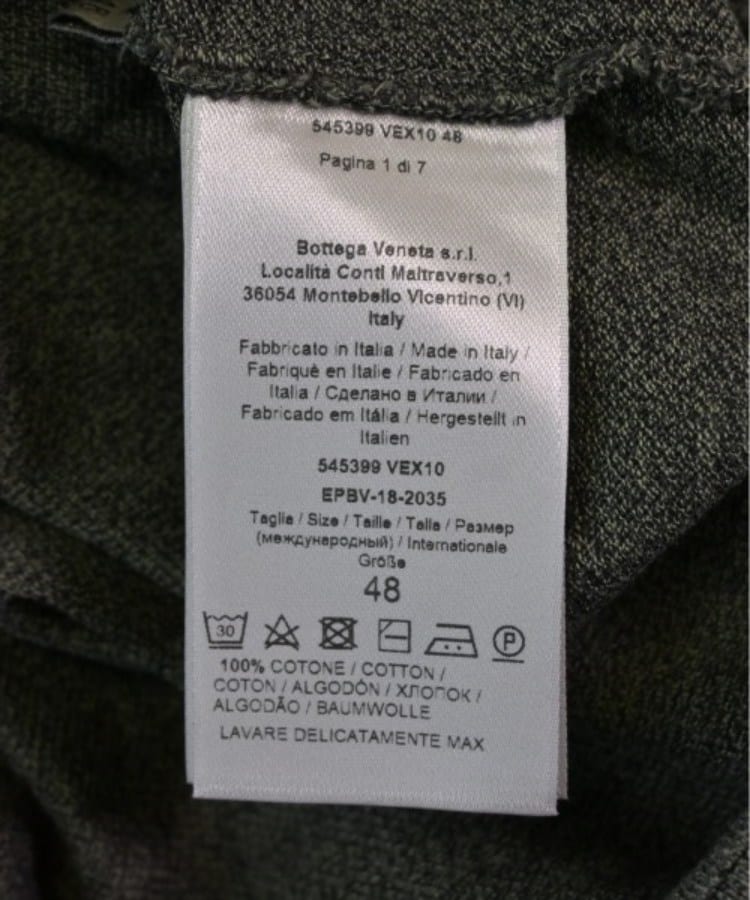 545399 VEX10 48
Pagina 1 di 7
Bottega Veneta s.r.l.
Località Conti Maltraverso,1
36054 Montebello Vicentino (VI)
Italy
Fabbricato in Italia / Made in Italy /
Fabriqué en Italie / Fabricado en
Italia / Сделано в Италии /
Fabricado em Itália / Hergestellt in
Italien
545399 VEX10
EPBV-18-2035
Taglia / Size / Taille / Talla / Размер
(международный) / Internationale
Größe
48
30 P
100% COTONE / COTTON /
COTON / ALGODÓN / ХЛОПОК /
ALGODÃO / BAUMWOLLE
LAVARE DELICATAMENTE MAX